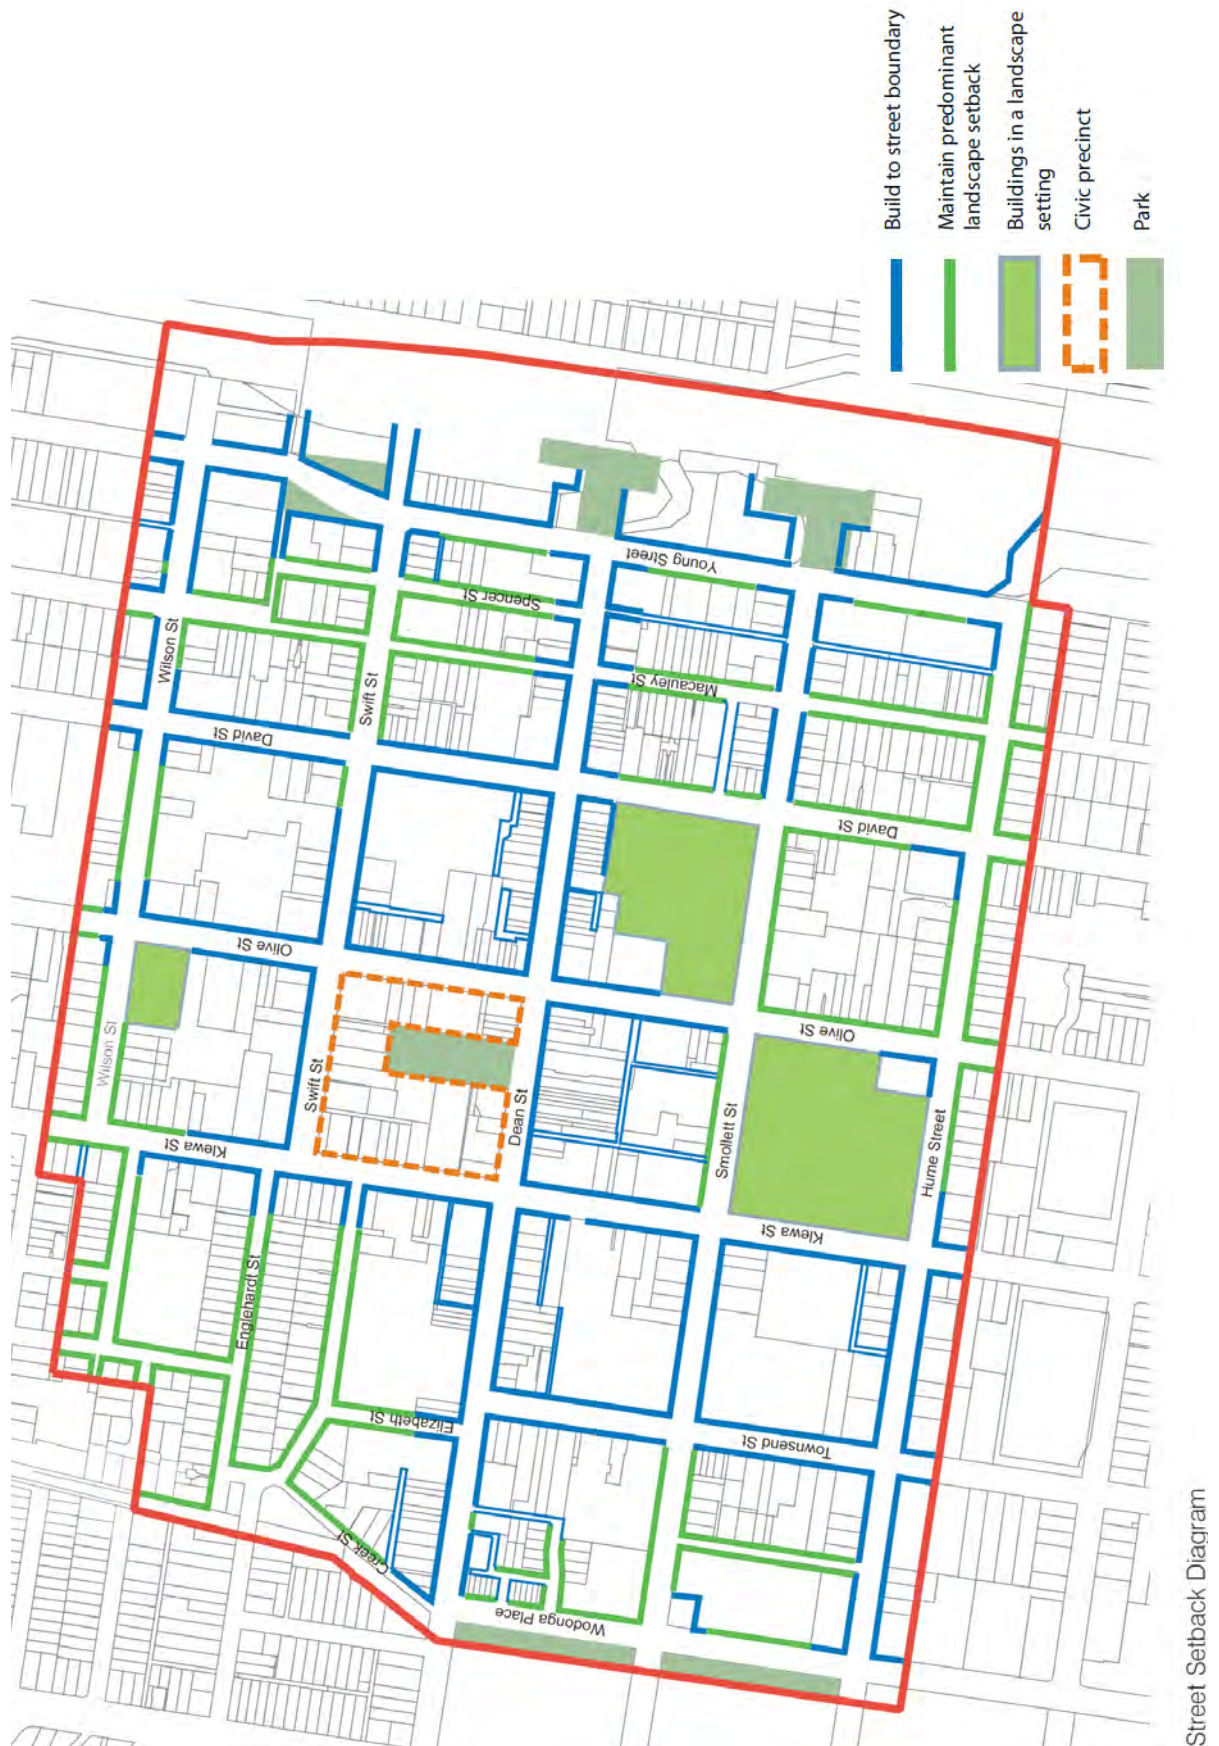 Build to street boundary
Maintain predominant
landscape setback
Buildings in a landscape
setting
Civic precinct
Park
Wilson St
Swift St
David St
Spencer St
Young Street
Macauley St
David St
Olive St
Wilson St
Kiewa St
Swift St
Dean St
Smollett St
Olive St
Hume Street
Kiewa St
Englehardt St
Elizabeth St
Creek St
Townsend St
Wodonga Place
Street Setback Diagram